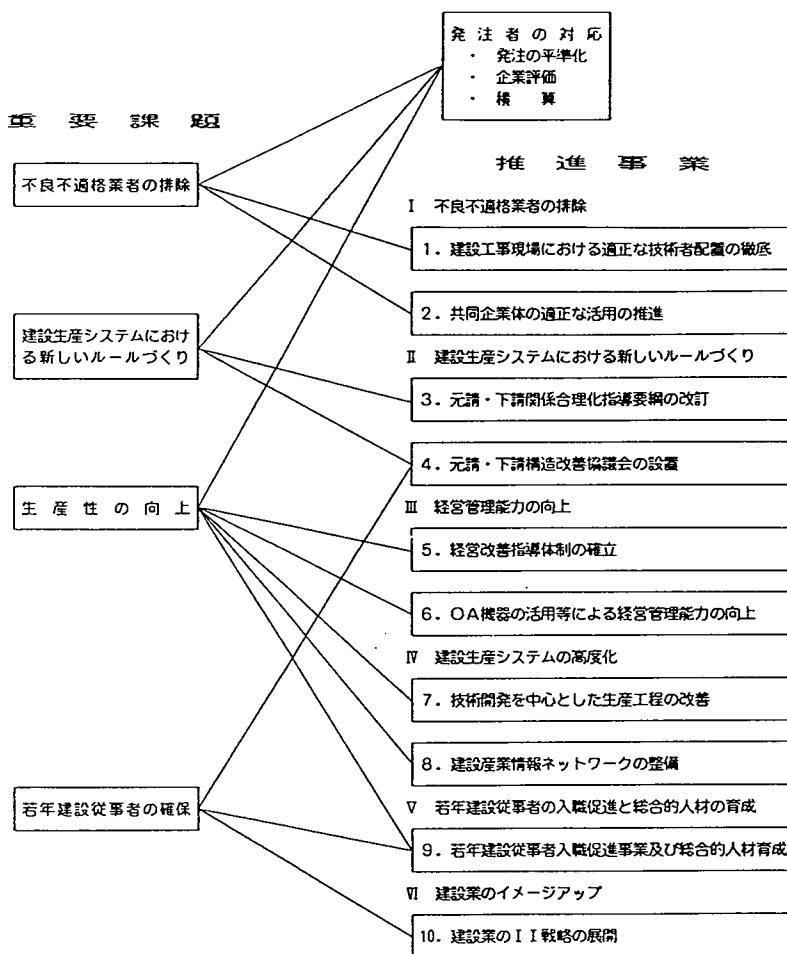 発注者の対応
・ 発注の平準化
・ 企業評価
・ 積 算
重要課題
推進事業
不良不適格業者の排除
Ⅰ 不良不適格業者の排除
1．建設工事現場における適正な技術者配置の徹底
2．共同企業体の適正な活用の推進
建設生産システムにおけ
る新しいルールづくり
Ⅱ 建設生産システムにおける新しいルールづくり
3．元請・下請関係合理化指導要綱の改訂
4．元請・下請構造改善協議会の設置
生産性の向上
Ⅲ 経営管理能力の向上
5．経営改善指導体制の確立
6．OA機器の活用等による経営管理能力の向上
Ⅳ 建設生産システムの高度化
7．技術開発を中心とした生産工程の改善
8．建設産業情報ネットワークの整備
若年建設従事者の確保
Ⅴ 若年建設従事者の入職促進と総合的人材の育成
9．若年建設従事者入職促進事業及び総合的人材育成
Ⅵ 建設業のイメージアップ
10．建設業のＩＩ戦略の展開